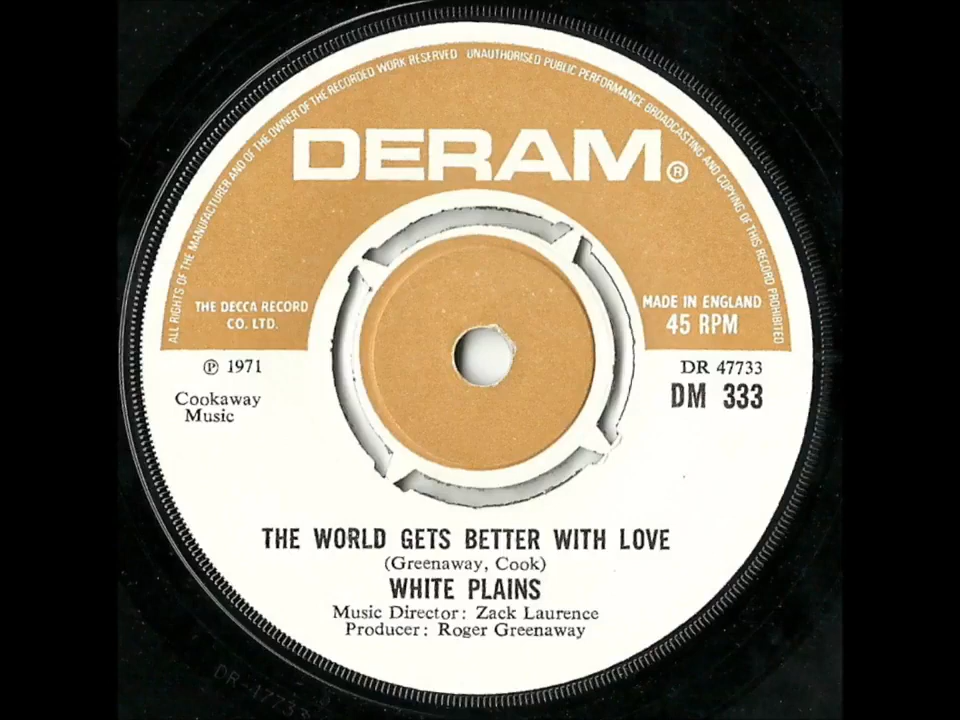 ALL RIGHTS OF THE MANUFACTURER AND OF THE OWNER OF THE RECORDED WORK RESERVED UNAUTHORISED PUBLIC PERFORMANCE BROADCASTING AND COPYING OF THIS RECORD PROHIBITED
DERAM®
THE DECCA RECORD
CO. LTD.
MADE IN ENGLAND
45 RPM
℗ 1971
Cookaway
Music
DR 47733
DM 333
THE WORLD GETS BETTER WITH LOVE
(Greenaway, Cook)
WHITE PLAINS
Music Director: Zack Laurence
Producer: Roger Greenaway
DR-47733